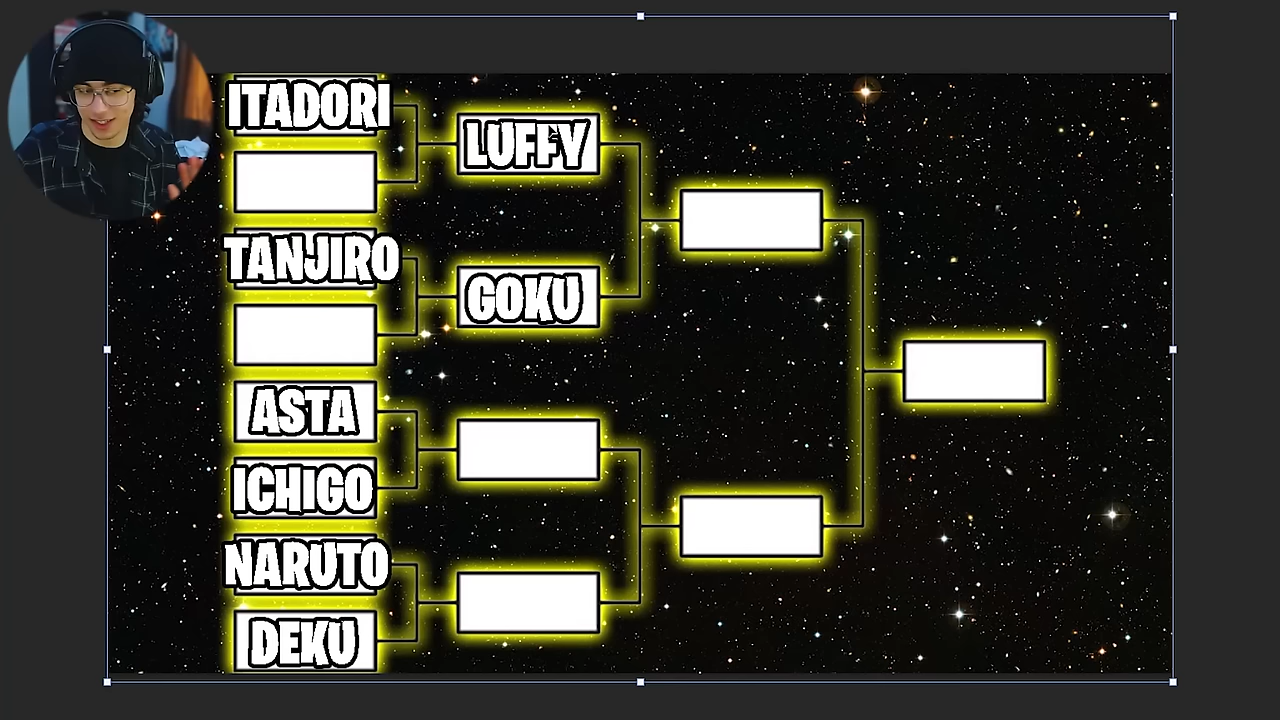 ITADORI
LUFFY
TANJIRO
GOKU
ASTA
ICHIGO
NARUTO
DEKU